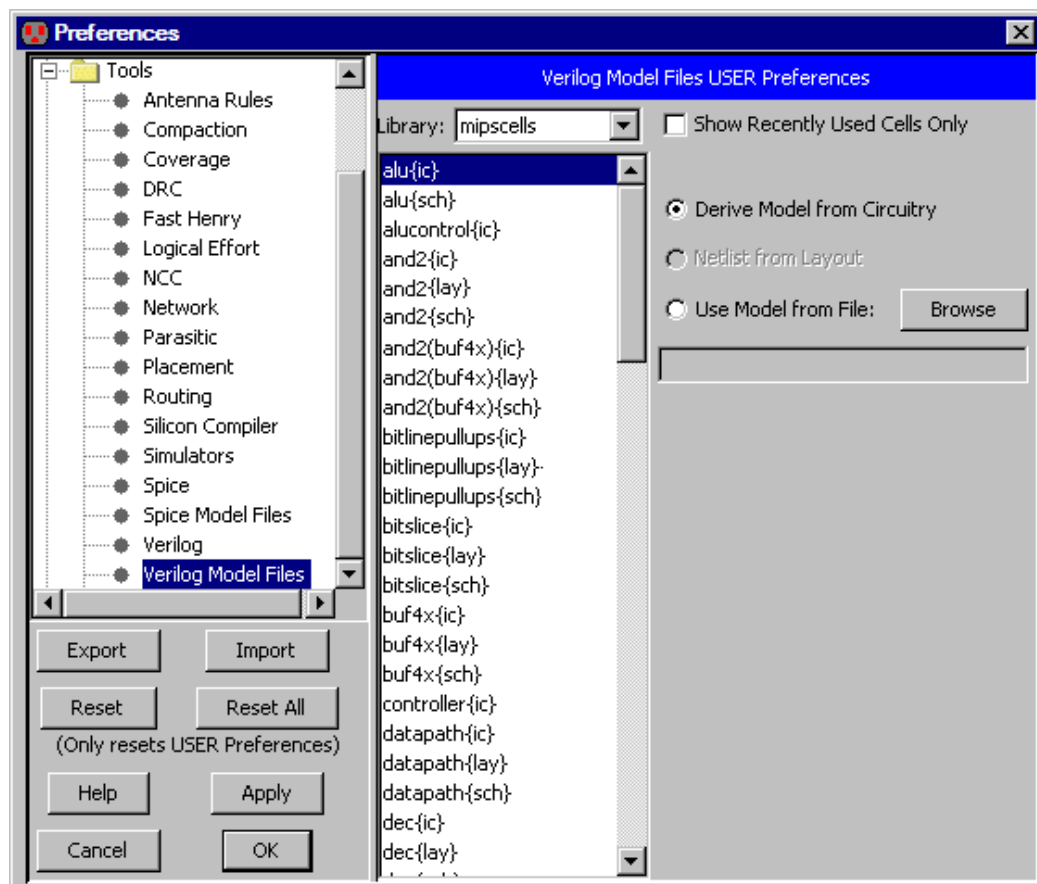 Preferences
Tools
Antenna Rules
Compaction
Coverage
DRC
Fast Henry
Logical Effort
NCC
Network
Parasitic
Placement
Routing
Silicon Compiler
Simulators
Spice
Spice Model Files
Verilog
Verilog Model Files
Export
Import
Reset
Reset All
(Only resets USER Preferences)
Help
Apply
Cancel
OK
Verilog Model Files USER Preferences
Library: mipscells
Show Recently Used Cells Only
alu{ic}
alu{sch}
alucontrol{ic}
and2{ic}
and2{lay}
and2{sch}
and2(buf4x){ic}
and2(buf4x){lay}
and2(buf4x){sch}
bitlinepullups{ic}
bitlinepullups{lay}
bitlinepullups{sch}
bitslice{ic}
bitslice{lay}
bitslice{sch}
buf4x{ic}
buf4x{lay}
buf4x{sch}
controller{ic}
datapath{ic}
datapath{lay}
datapath{sch}
dec{ic}
dec{lay}
Derive Model from Circuitry
Netlist from Layout
Use Model from File:
Browse